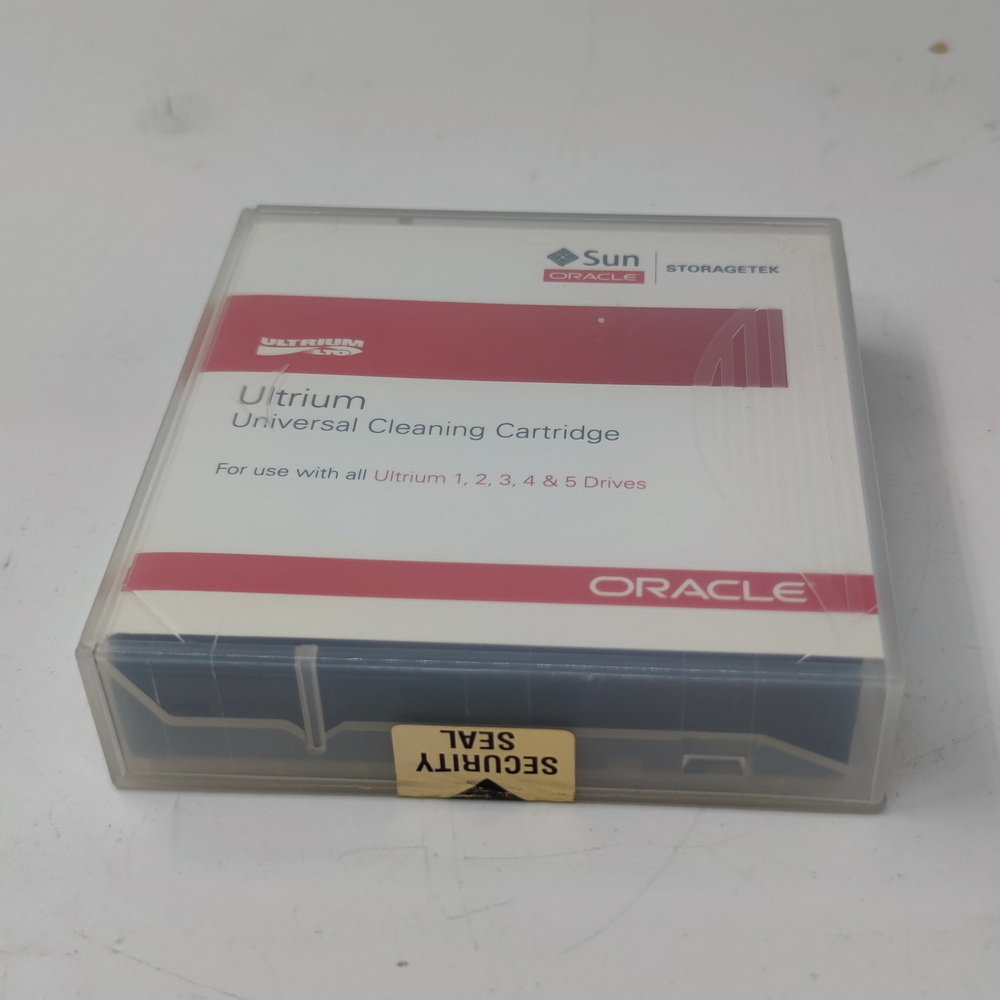 Sun
ORACLE
STORAGETEK
ULTRIUM
LTO
Ultrium
Universal Cleaning Cartridge
For use with all Ultrium 1, 2, 3, 4 & 5 Drives
ORACLE
SECURITY
SEAL